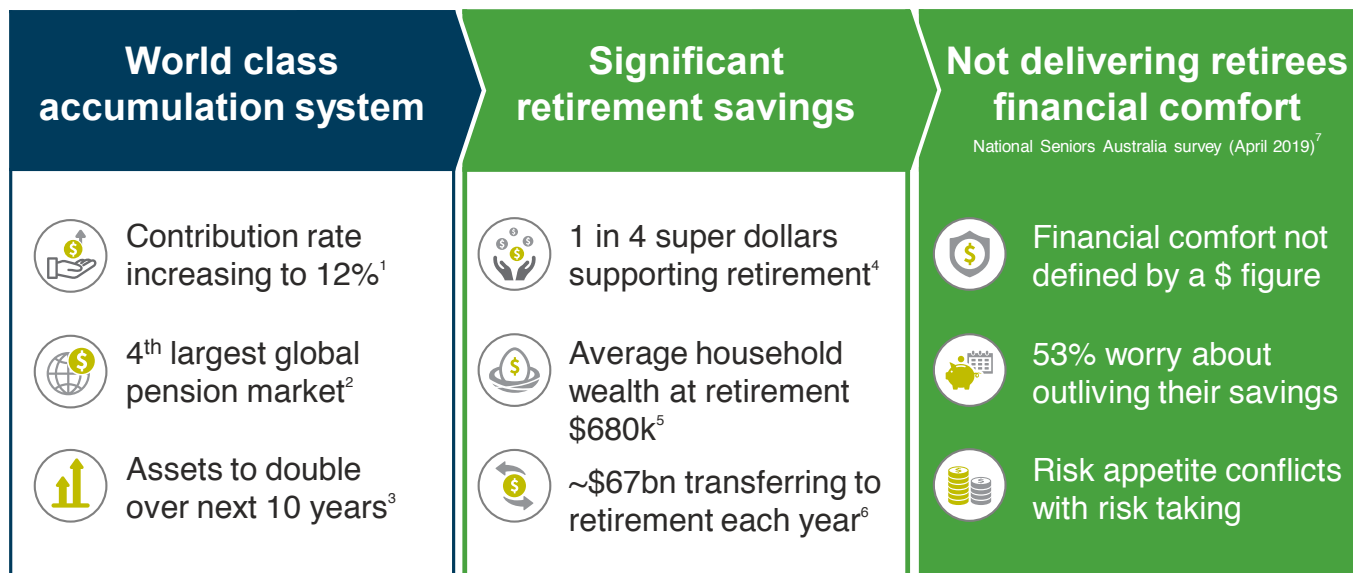 World class
accumulation system
Contribution rate
increasing to 12%¹
4ᵗʰ largest global
pension market²
Assets to double
over next 10 years³
Significant
retirement savings
1 in 4 super dollars
supporting retirement⁴
Average household
wealth at retirement
$680k⁵
~$67bn transferring to
retirement each year⁶
Not delivering retirees
financial comfort
National Seniors Australia survey (April 2019)⁷
Financial comfort not
defined by a $ figure
53% worry about
outliving their savings
Risk appetite conflicts
with risk taking